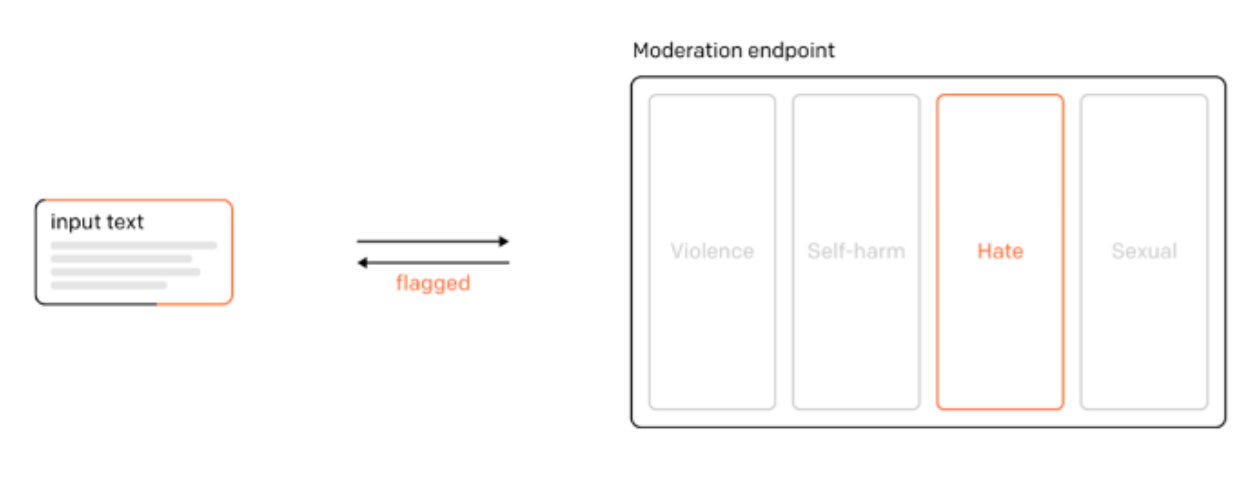 Moderation endpoint
input text
flagged
Violence
Self-harm
Hate
Sexual